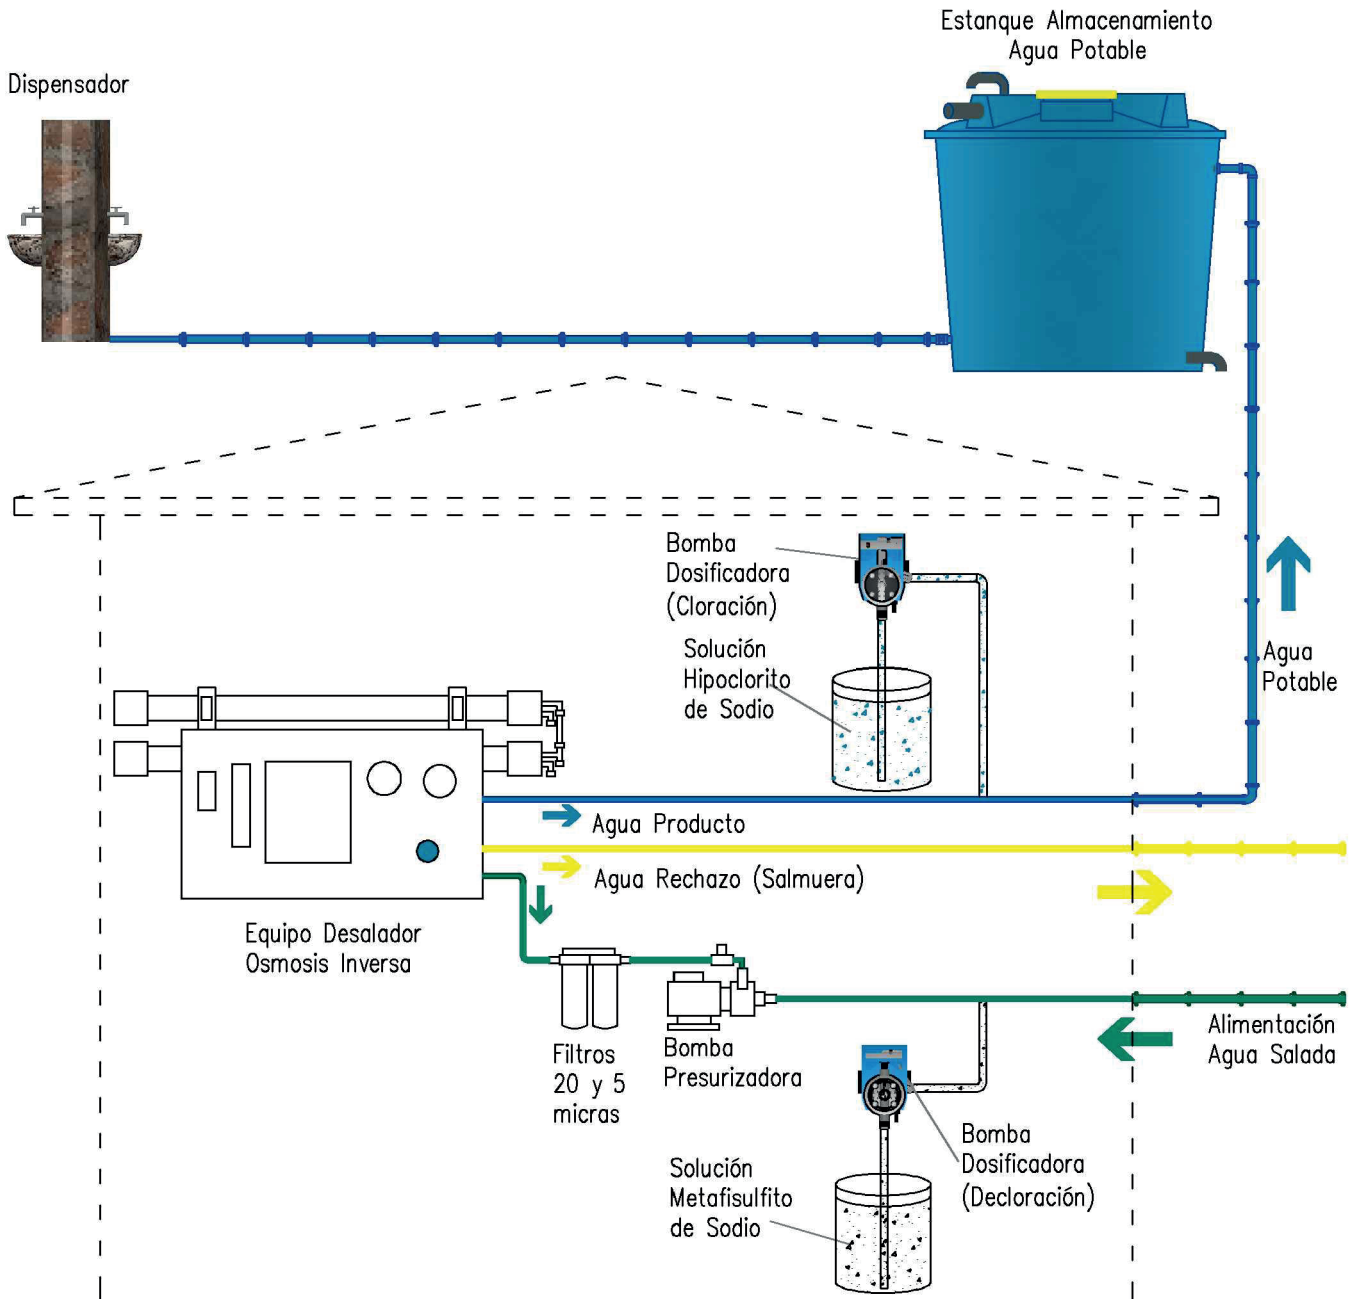 Estanque Almacenamiento
Agua Potable
Dispensador
Bomba
Dosificadora
(Cloración)
Solución
Hipoclorito
de Sodio
Agua
Potable
Agua Producto
Agua Rechazo (Salmuera)
Equipo Desalador
Osmosis Inversa
Filtros
20 y 5
micras
Bomba
Presurizadora
Alimentación
Agua Salada
Bomba
Dosificadora
(Decloración)
Solución
Metafisulfito
de Sodio